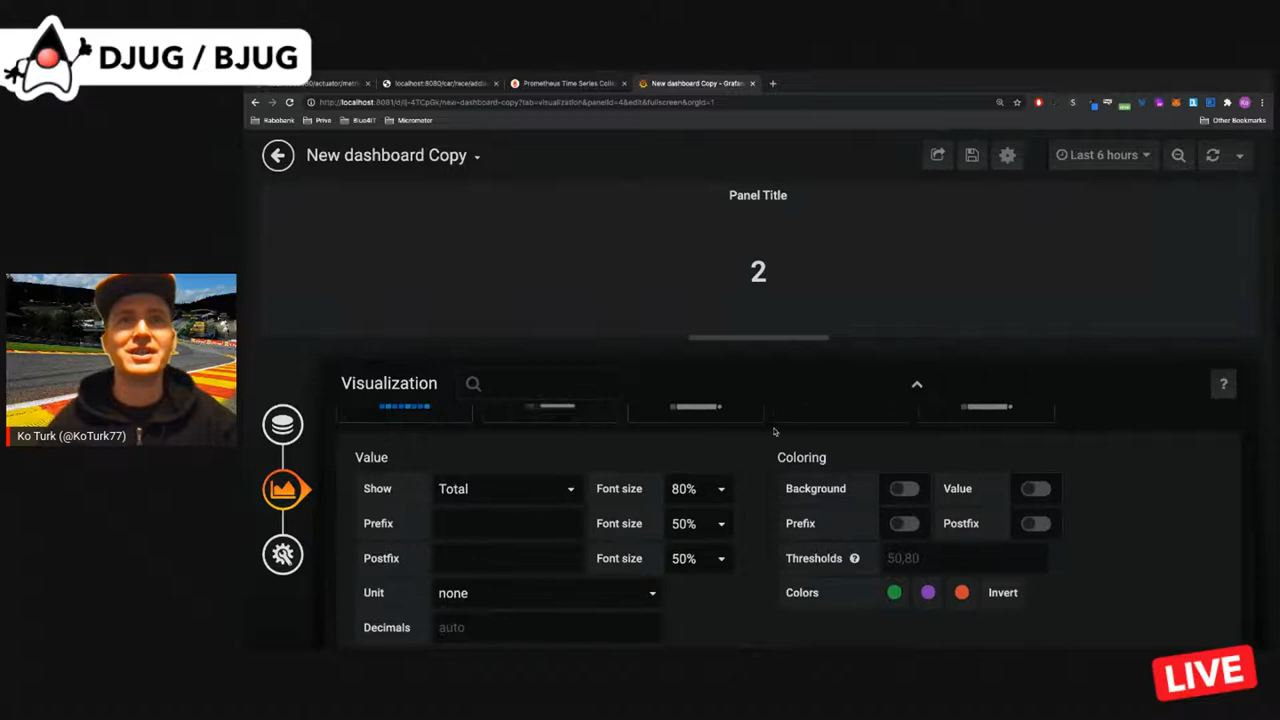 DJUG / BJUG
localhost:8080/car/race/add
Prometheus Time Series Colle
New dashboard Copy - Grafana
Rabobank
Prive
Blue4IT
Micrometer
Other Bookmarks
New dashboard Copy
Last 6 hours
Panel Title
2
Visualization
?
Ko Turk (@KoTurk77)
Value
Coloring
Show
Total
Font size
80%
Background
Value
Prefix
Font size
50%
Prefix
Postfix
Postfix
Font size
50%
Thresholds
50,80
Unit
none
Colors
Invert
Decimals
auto
LIVE